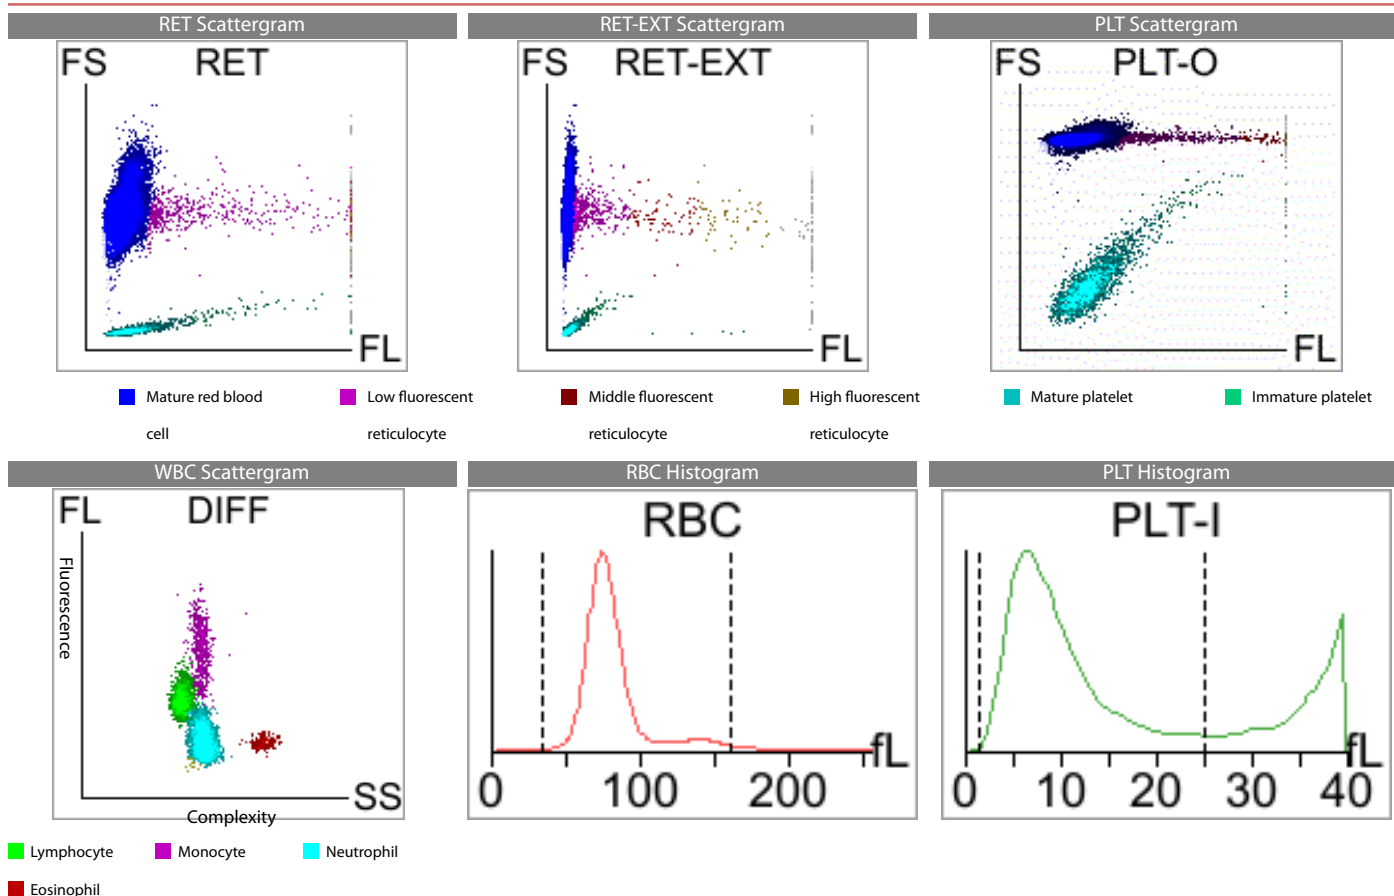 RET Scattergram
RET-EXT Scattergram
PLT Scattergram
FS RET
FL
FS RET-EXT
FL
FS PLT-O
FL
Mature red blood
cell
Low fluorescent
reticulocyte
Middle fluorescent
reticulocyte
High fluorescent
reticulocyte
Mature platelet
Immature platelet
WBC Scattergram
RBC Histogram
PLT Histogram
FL DIFF
Fluorescence
SS
Complexity
RBC
fL
0 100 200
PLT-I
fL
0 10 20 30 40
Lymphocyte
Monocyte
Neutrophil
Eosinophil